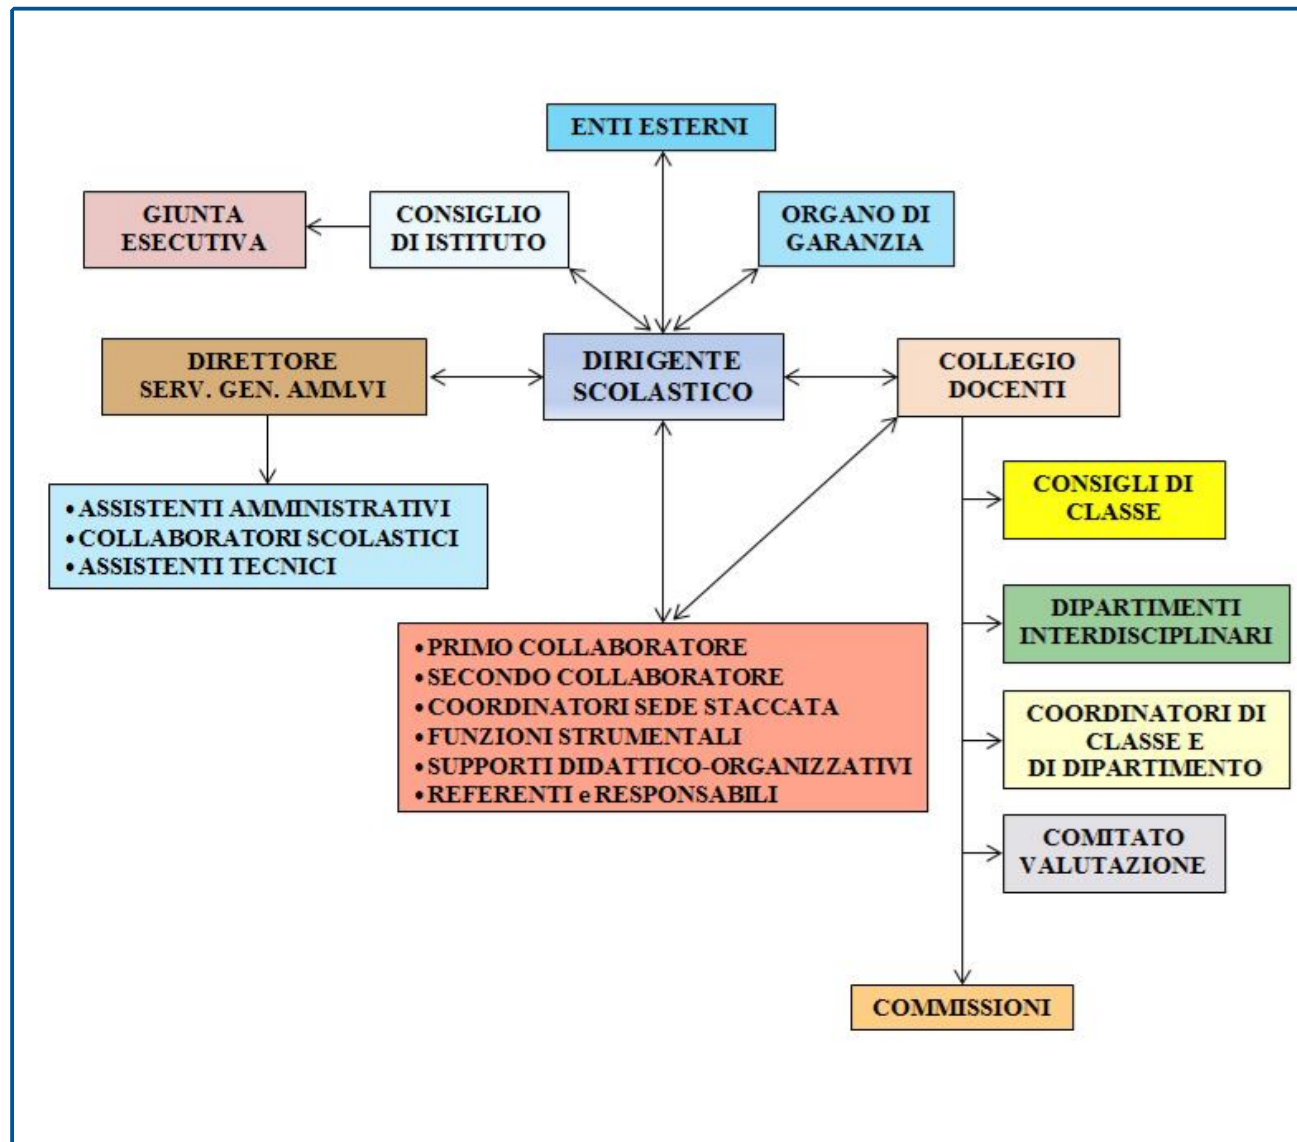 ENTI ESTERNI
GIUNTA
ESECUTIVA
CONSIGLIO
DI ISTITUTO
ORGANO DI
GARANZIA
DIRETTORE
SERV. GEN. AMM.VI
DIRIGENTE
SCOLASTICO
COLLEGIO
DOCENTI
• ASSISTENTI AMMINISTRATIVI
• COLLABORATORI SCOLASTICI
• ASSISTENTI TECNICI
CONSIGLI DI
CLASSE
DIPARTIMENTI
INTERDISCIPLINARI
• PRIMO COLLABORATORE
• SECONDO COLLABORATORE
• COORDINATORI SEDE STACCATA
• FUNZIONI STRUMENTALI
• SUPPORTI DIDATTICO-ORGANIZZATIVI
• REFERENTI e RESPONSABILI
COORDINATORI DI
CLASSE E
DI DIPARTIMENTO
COMITATO
VALUTAZIONE
COMMISSIONI